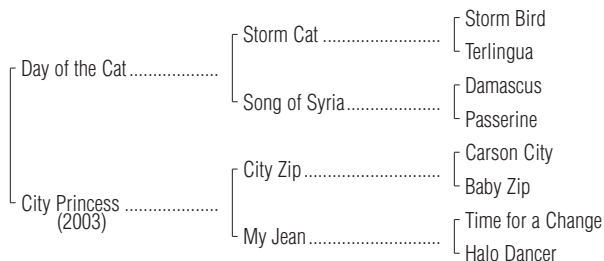 Storm Bird
Storm Cat ........................
Terlingua
Day of the Cat ..................
Damascus
Song of Syria ...................
Passerine
Carson City
City Zip ...........................
Baby Zip
City Princess ...................
(2003)
Time for a Change
My Jean ..........................
Halo Dancer